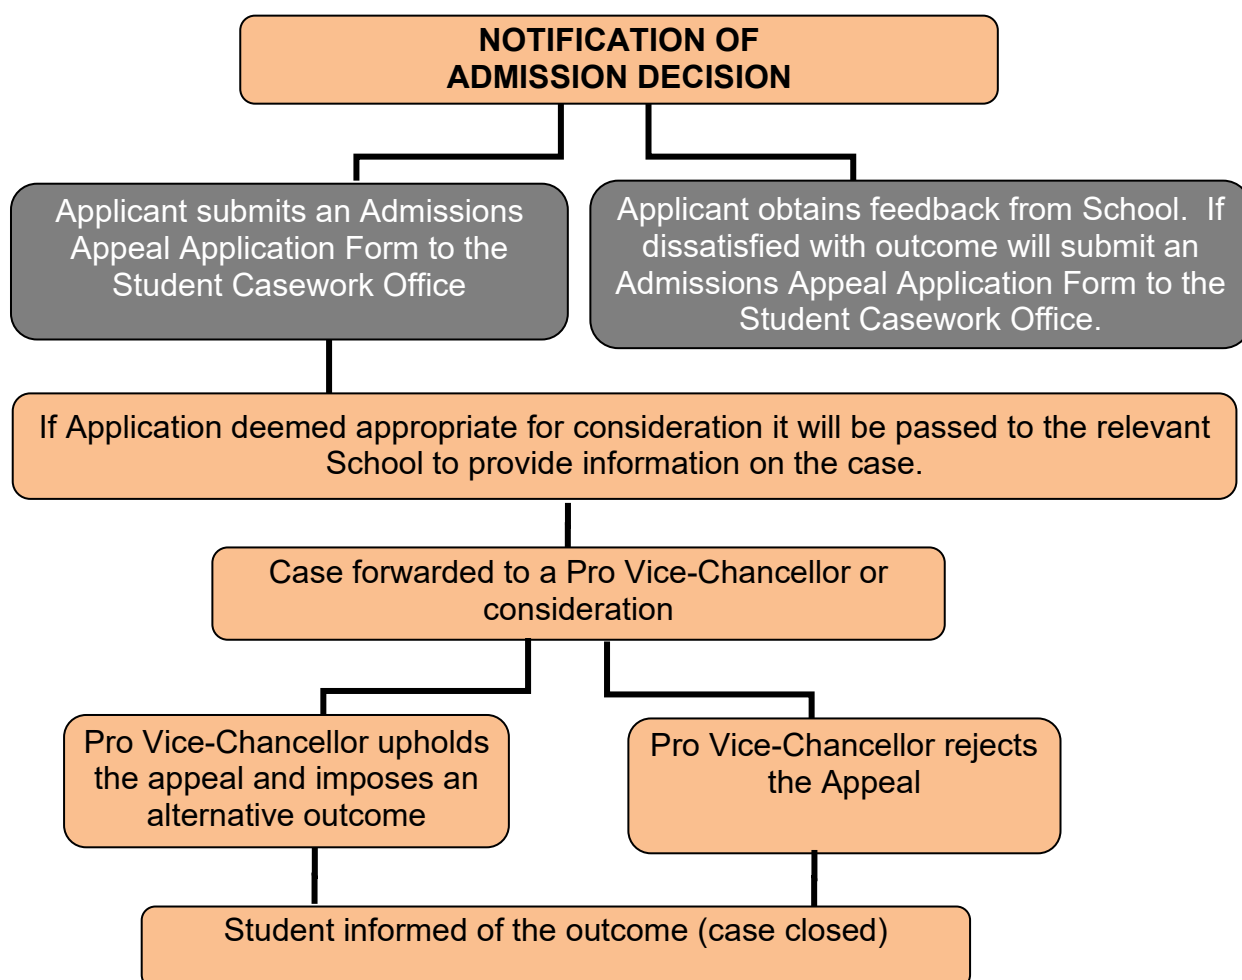 NOTIFICATION OF
ADMISSION DECISION
Applicant submits an Admissions
Appeal Application Form to the
Student Casework Office
Applicant obtains feedback from School.  If
dissatisfied with outcome will submit an
Admissions Appeal Application Form to the
Student Casework Office.
If Application deemed appropriate for consideration it will be passed to the relevant
School to provide information on the case.
Case forwarded to a Pro Vice-Chancellor or
consideration
Pro Vice-Chancellor upholds
the appeal and imposes an
alternative outcome
Pro Vice-Chancellor rejects
the Appeal
Student informed of the outcome (case closed)